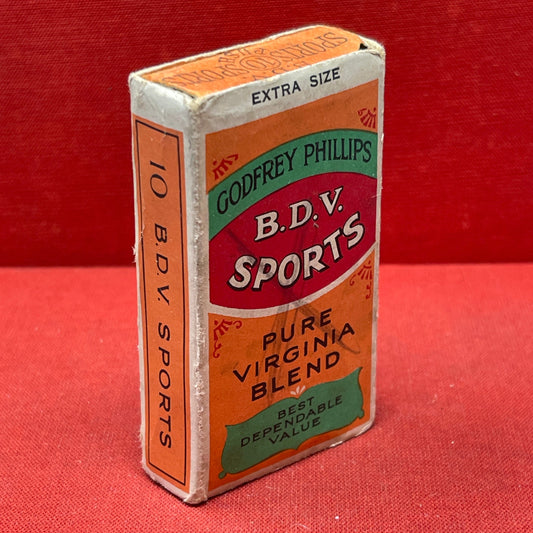 EXTRA SIZE
GODFREY PHILLIPS
B.D.V.
SPORTS
PURE
VIRGINIA
BLEND
BEST
DEPENDABLE
VALUE
10 B.D.V. SPORTS